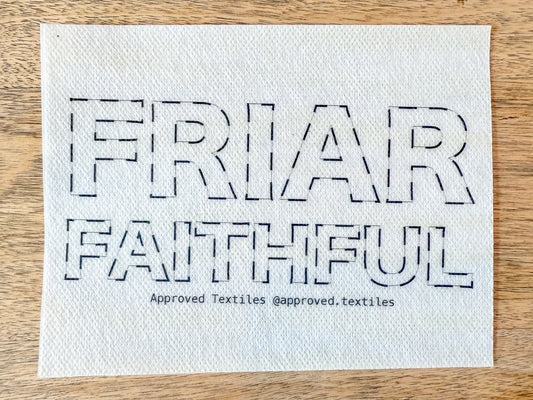 FRIAR
FAITHFUL
Approved Textiles @approved.textiles